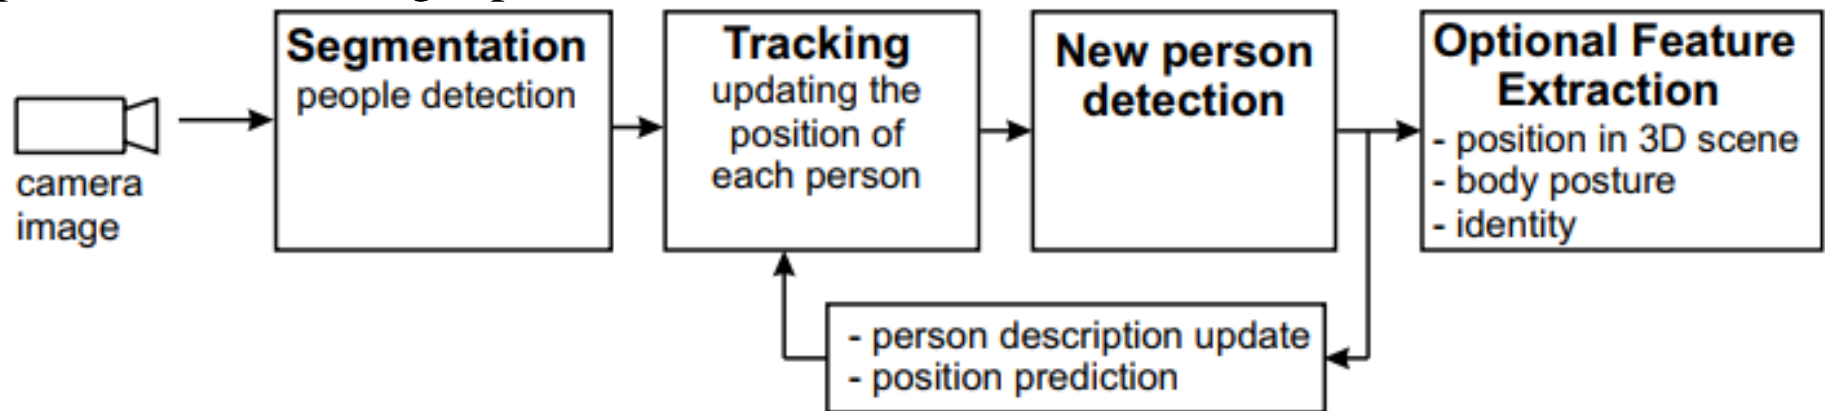 camera
image
Segmentation
people detection
Tracking
updating the
position of
each person
New person
detection
Optional Feature
Extraction
- position in 3D scene
- body posture
- identity
- person description update
- position prediction